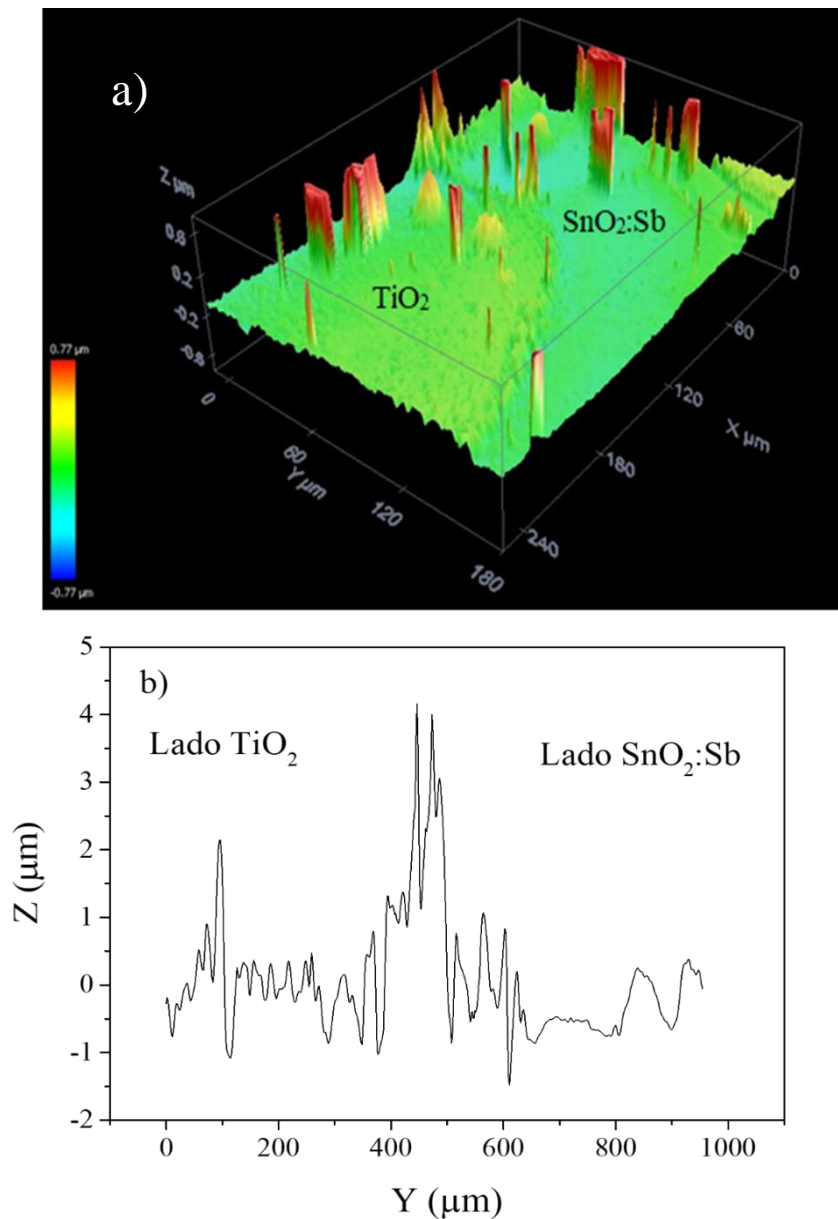 a)
Z µm
0.8
0.2
-0.2
-0.8
TiO₂
SnO₂:Sb
0.77 µm
-0.77 µm
0
60
Y µm
120
180
0
60
120
X µm
180
240
b)
Lado TiO₂
Lado SnO₂:Sb
Z (µm)
5
4
3
2
1
0
-1
-2
0
200
400
600
800
1000
Y (µm)